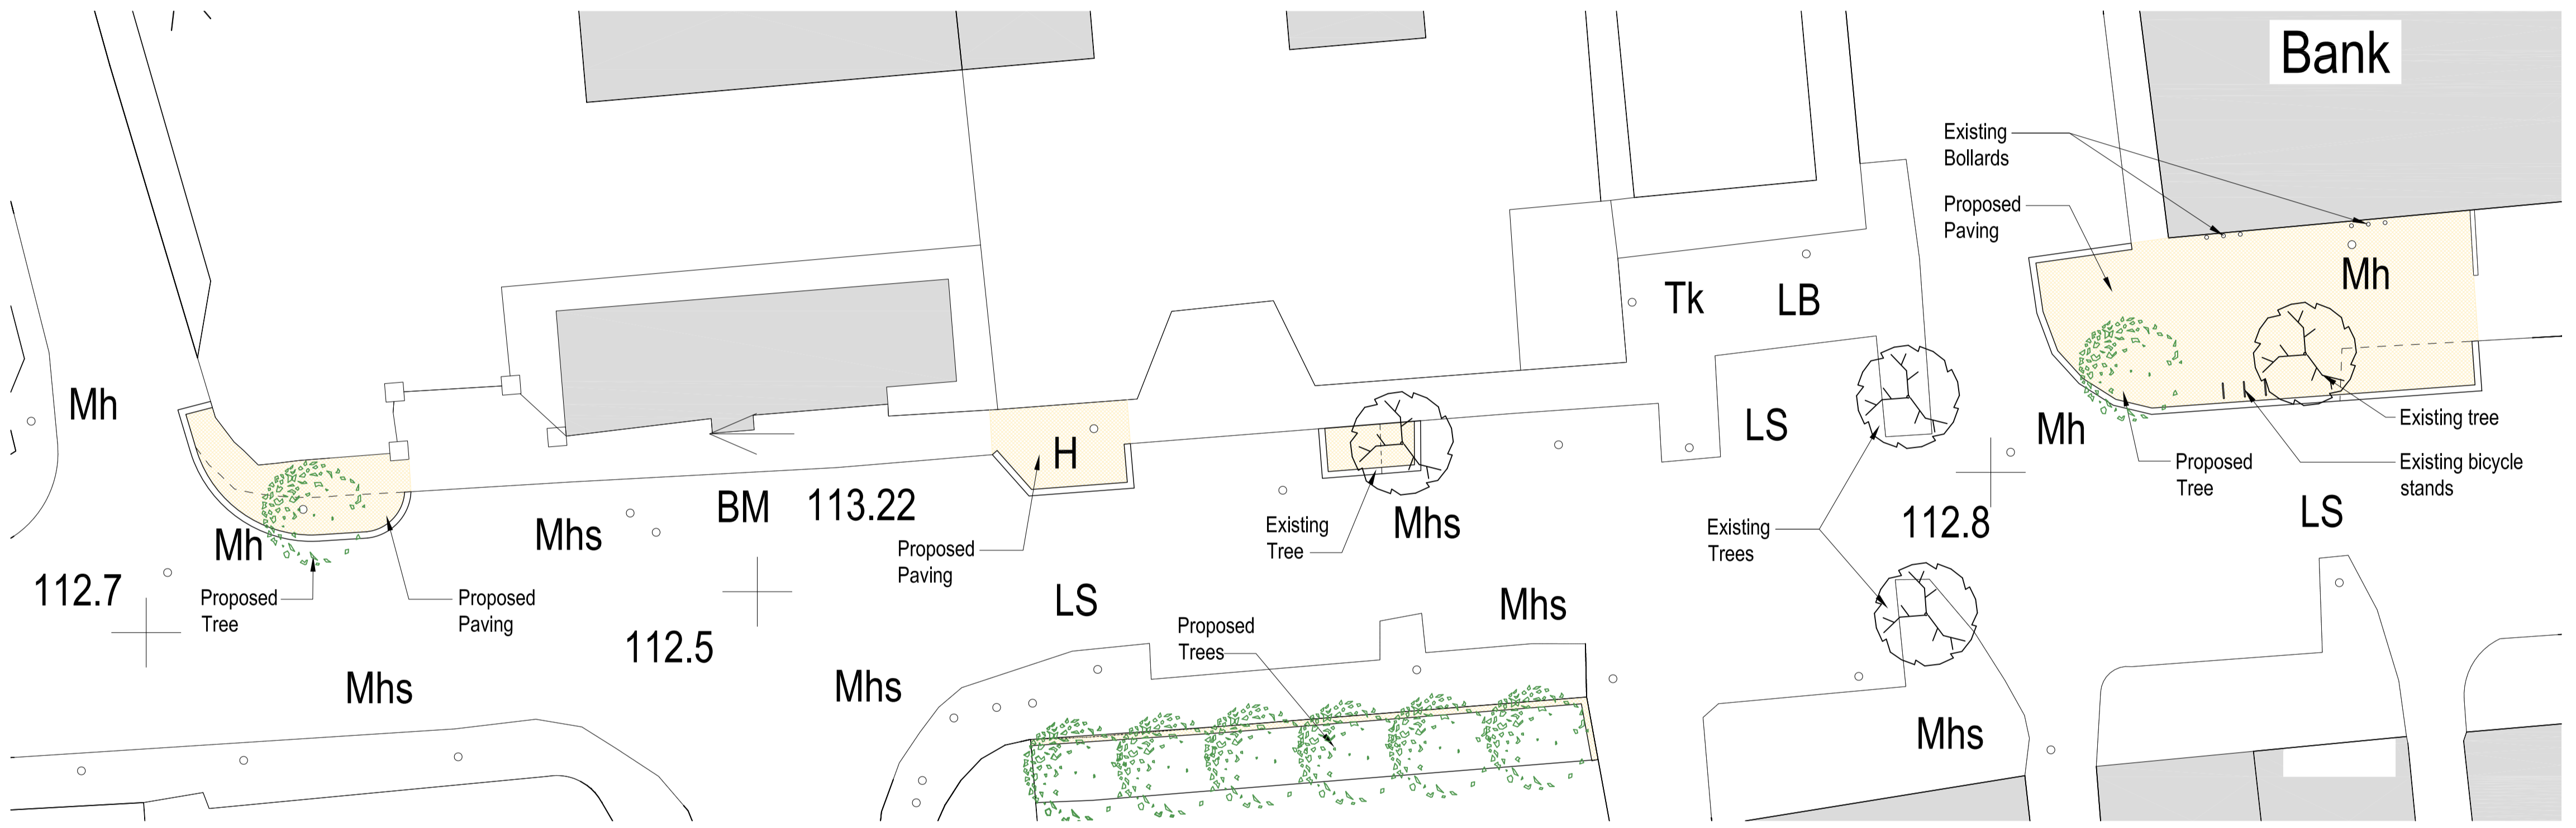 Bank
Existing
Bollards
Proposed
Paving
Mh
Tk
LB
Mh
LS
Mh
Existing tree
H
Proposed
Tree
Existing bicycle
stands
BM
113.22
Mhs
Mh
Existing
Tree
Mhs
Existing
Trees
112.8
LS
Proposed
Paving
112.7
Proposed
Tree
Proposed
Paving
LS
Mhs
112.5
Proposed
Trees
Mhs
Mhs
Mhs